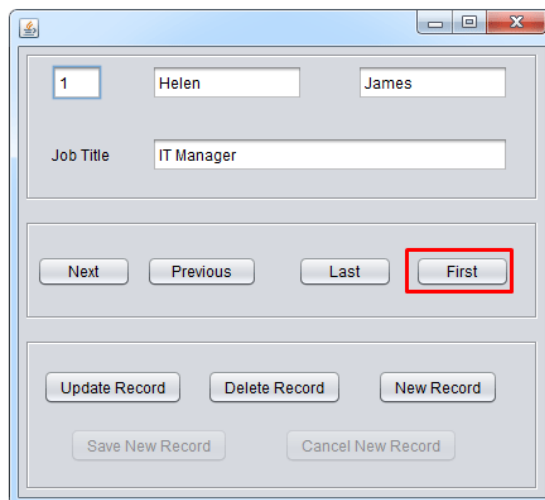 1 Helen James
Job Title IT Manager
Next Previous Last First
Update Record Delete Record New Record
Save New Record Cancel New Record